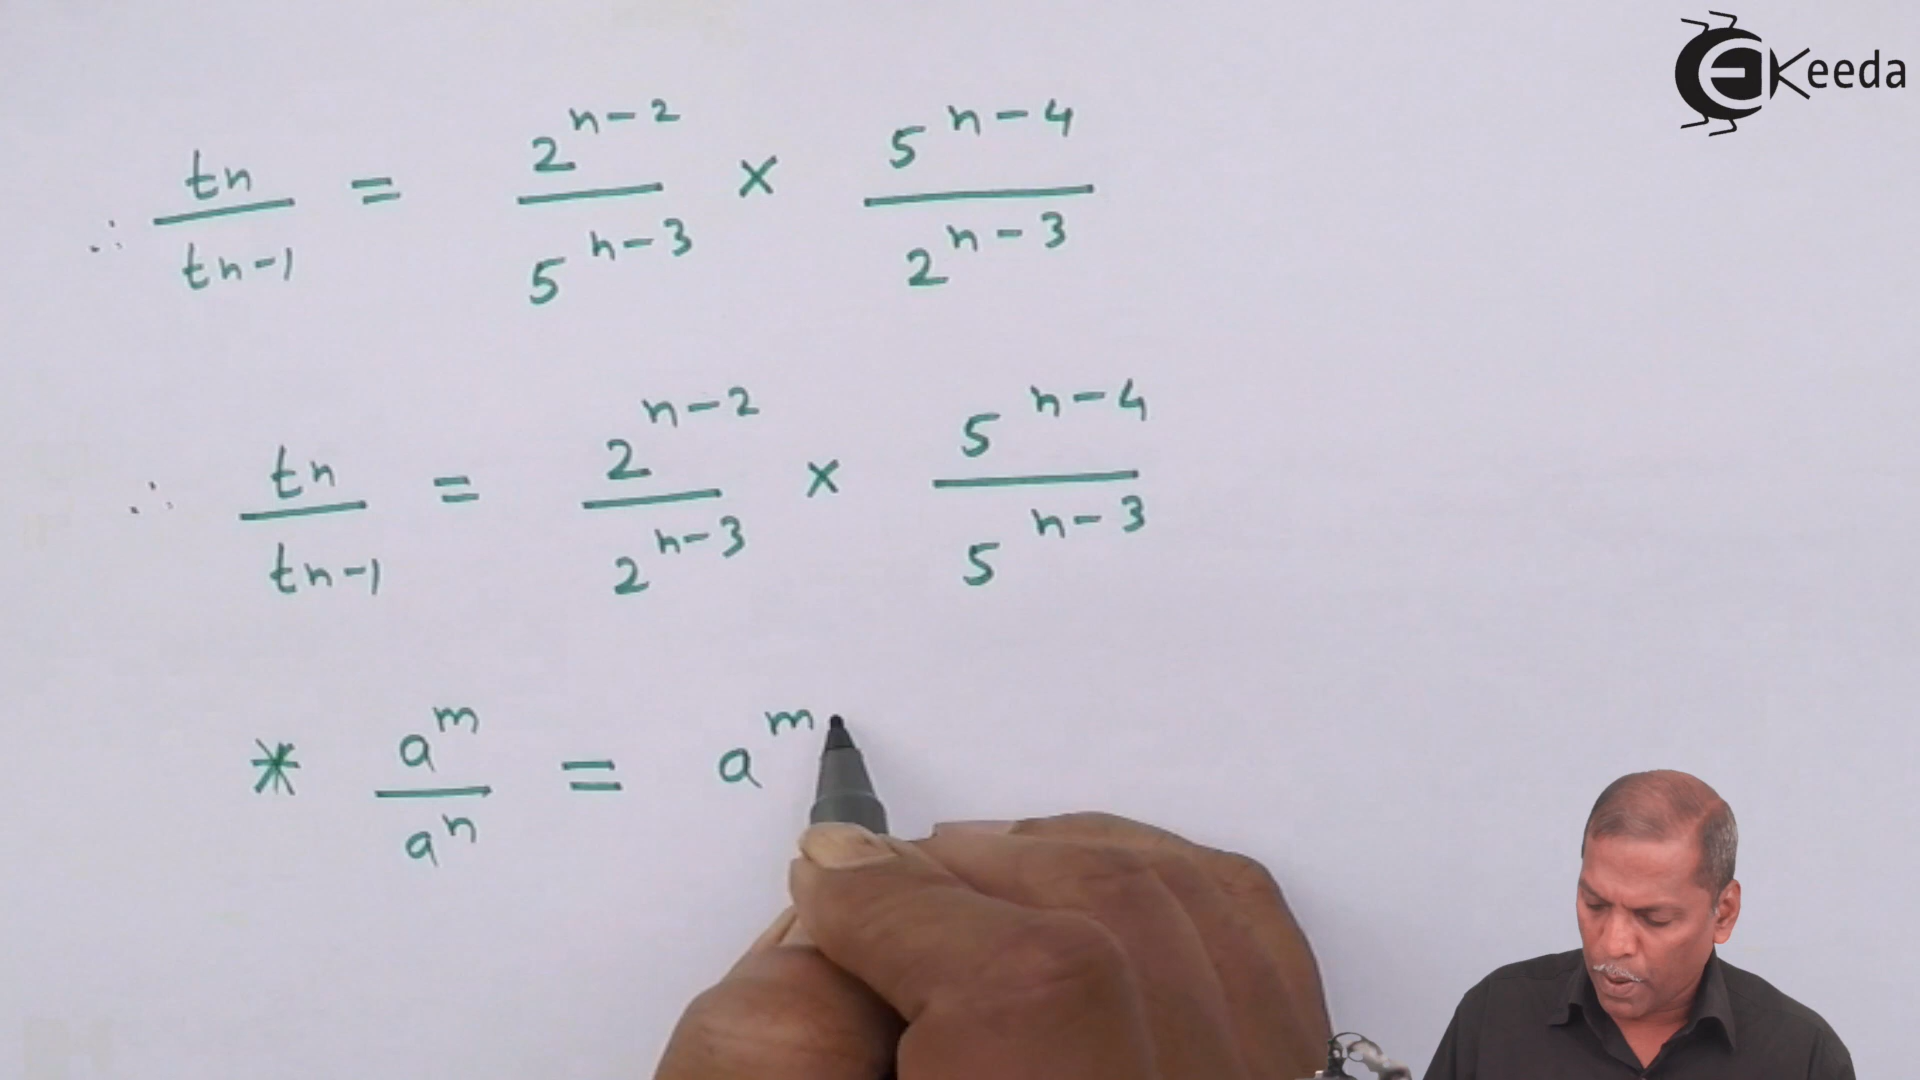 EKeeda
∴ tn/tn-1 = 2^(n-2)/5^(n-3) × 5^(n-4)/2^(n-3)
∴ tn/tn-1 = 2^(n-2)/2^(n-3) × 5^(n-4)/5^(n-3)
* a^m/a^n = a^m